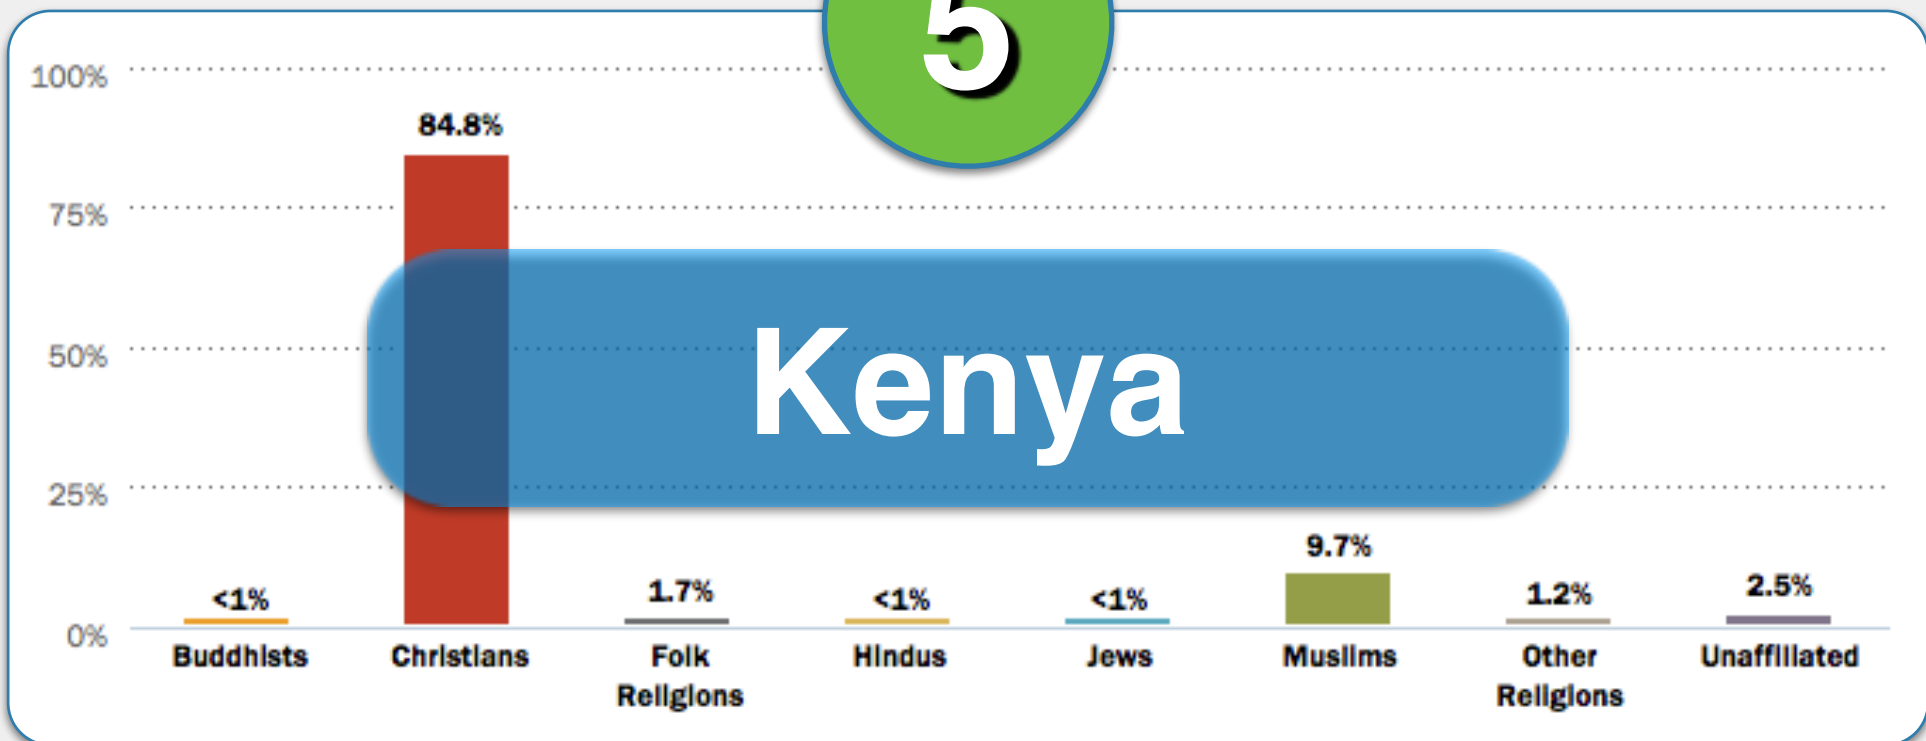 5
100%
84.8%
75%
Kenya
50%
25%
9.7%
<1%
1.7%
<1%
<1%
1.2%
2.5%
0%
Buddhists
Christians
Folk
Religions
Hindus
Jews
Muslims
Other
Religions
Unaffiliated